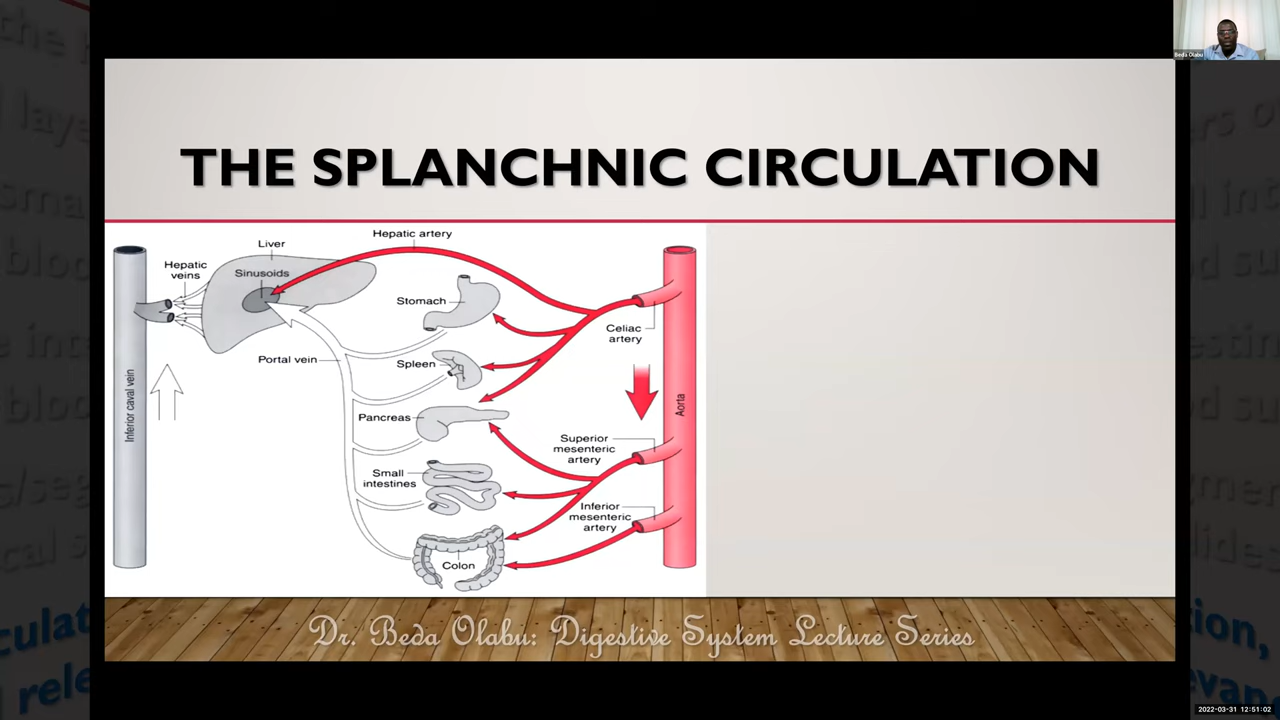 Beda Olabu
THE SPLANCHNIC CIRCULATION
Hepatic artery
Liver
Hepatic
veins
Sinusoids
Stomach
Celiac
artery
Portal vein
Spleen
Inferior caval vein
Pancreas
Aorta
Superior
mesenteric
artery
Small
intestines
Inferior
mesenteric
artery
Colon
Dr. Beda Olabu: Digestive System Lecture Series
2022-03-31 12:51:02